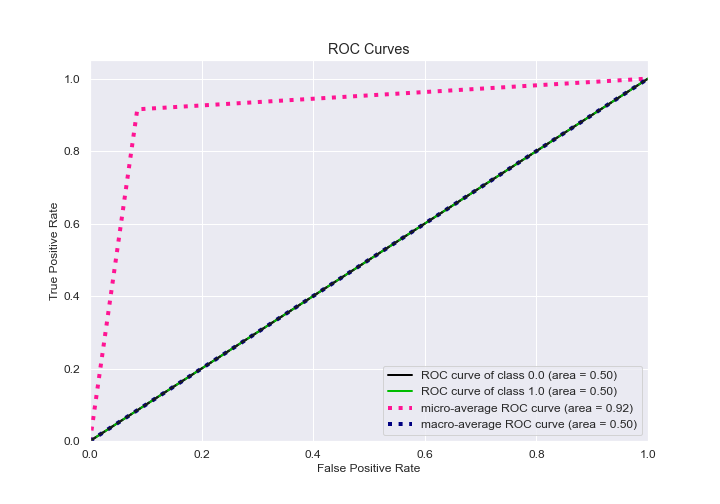 ROC Curves
1.0
0.8
0.6
0.4
0.2
0.0
True Positive Rate
ROC curve of class 0.0 (area = 0.50)
ROC curve of class 1.0 (area = 0.50)
micro-average ROC curve (area = 0.92)
macro-average ROC curve (area = 0.50)
0.0 0.2 0.4 0.6 0.8 1.0
False Positive Rate